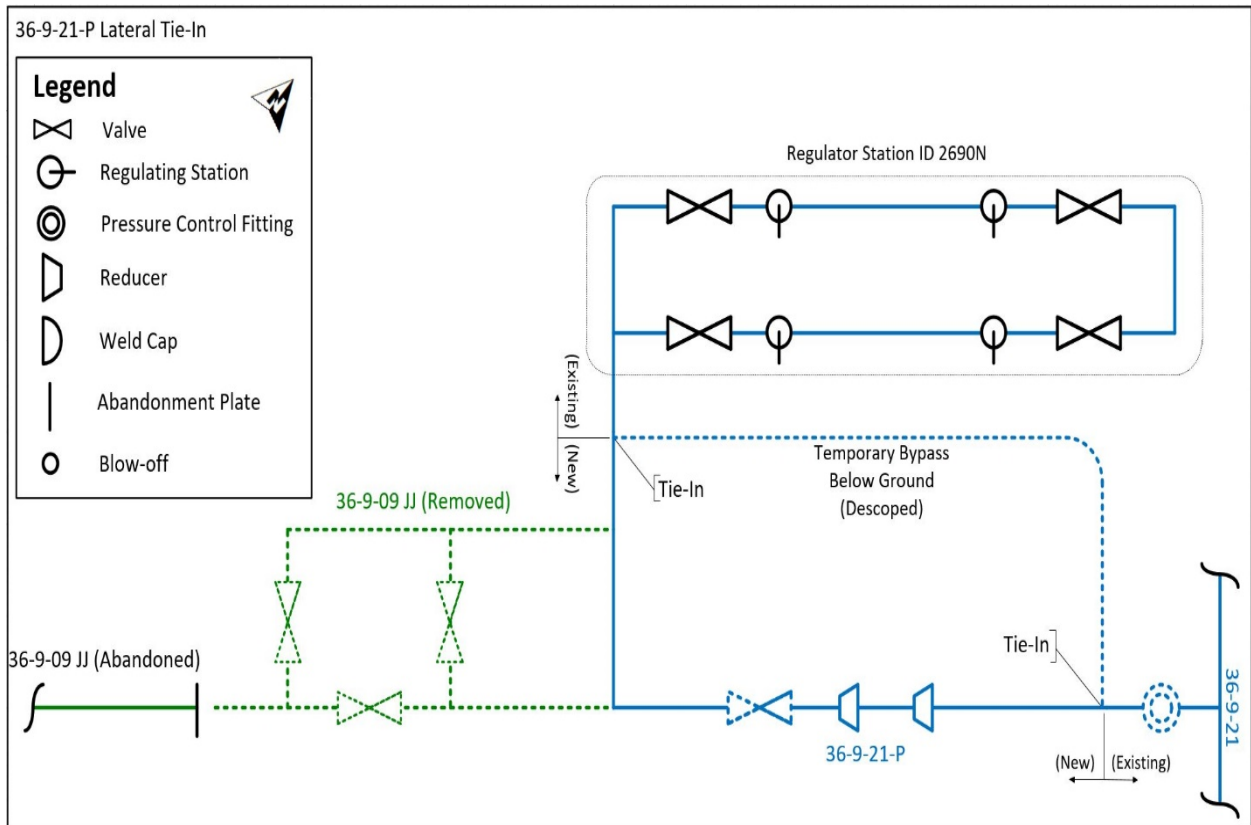 36-9-21-P Lateral Tie-In
Legend
N
Valve
Regulating Station
Pressure Control Fitting
Reducer
Weld Cap
Abandonment Plate
Blow-off
Regulator Station ID 2690N
(Existing)
(New)
Tie-In
Temporary Bypass
Below Ground
(Descoped)
36-9-09 JJ (Removed)
36-9-09 JJ (Abandoned)
Tie-In
36-9-21-P
(New)
(Existing)
36-9-21